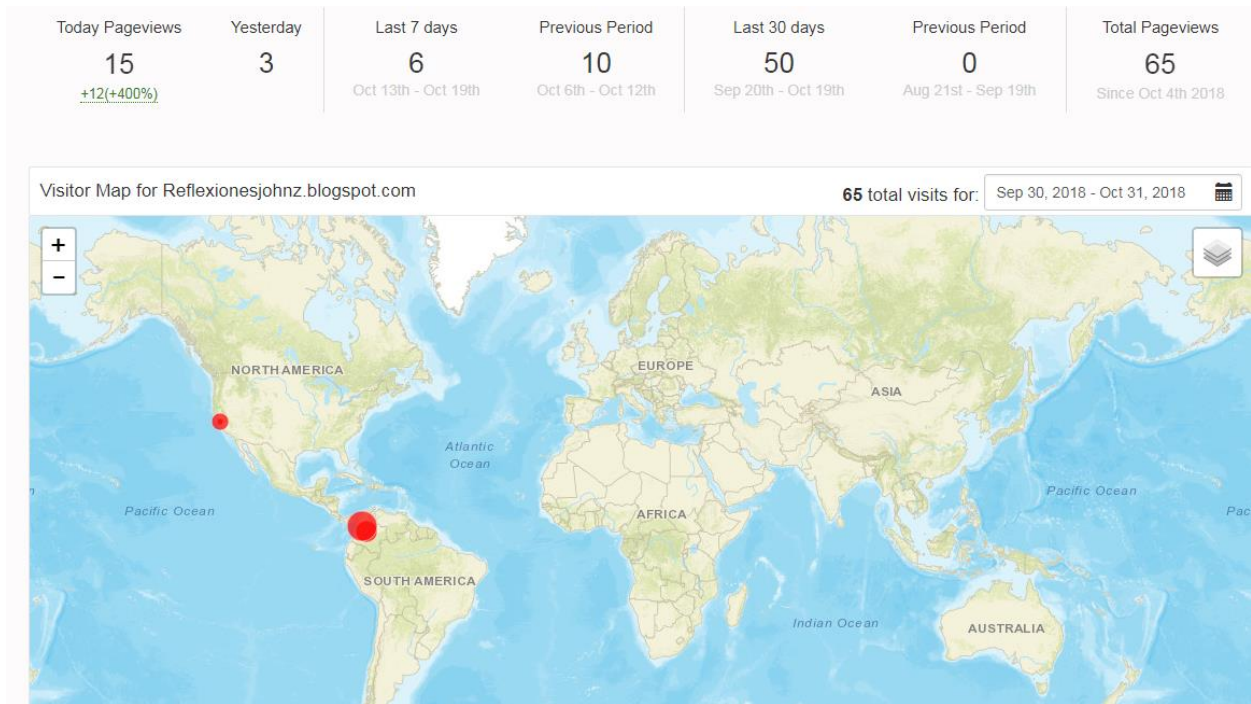 Today Pageviews Yesterday Last 7 days Previous Period Last 30 days Previous Period Total Pageviews
15 3 6 10 50 0 65
+12(+400%) Oct 13th - Oct 19th Oct 6th - Oct 12th Sep 20th - Oct 19th Aug 21st - Sep 19th Since Oct 4th 2018
Visitor Map for Reflexionesjohnz.blogspot.com 65 total visits for: Sep 30, 2018 - Oct 31, 2018
+
−
NORTH AMERICA
EUROPE
ASIA
Atlantic
Ocean
Pacific Ocean
Pacific Ocean
AFRICA
Pac
SOUTH AMERICA
Indian Ocean
AUSTRALIA